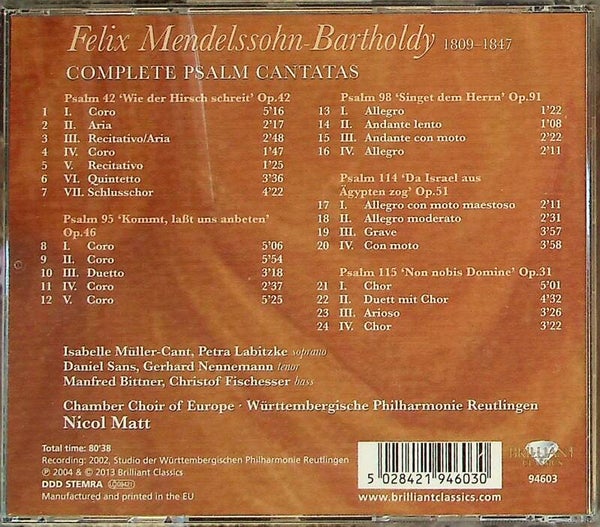 Felix Mendelssohn-Bartholdy 1809–1847
COMPLETE PSALM CANTATAS
Psalm 42 ‘Wie der Hirsch schreit’ Op.42
1 I. Coro 5’16
2 II. Aria 2’17
3 III. Recitativo/Aria 2’48
4 IV. Coro 1’47
5 V. Recitativo 1’25
6 VI. Quintetto 3’36
7 VII. Schlusschor 4’22
Psalm 95 ‘Kommt, laßt uns anbeten’
Op.46
8 I. Coro 5’06
9 II. Coro 5’54
10 III. Duetto 3’18
11 IV. Coro 2’37
12 V. Coro 5’25
Psalm 98 ‘Singet dem Herrn’ Op.91
13 I. Allegro 1’22
14 II. Andante lento 1’08
15 III. Andante con moto 2’22
16 IV. Allegro 2’11
Psalm 114 ‘Da Israel aus
Ägypten zog’ Op.51
17 I. Allegro con moto maestoso 2’11
18 II. Allegro moderato 2’31
19 III. Grave 3’57
20 IV. Con moto 3’58
Psalm 115 ‘Non nobis Domine’ Op.31
21 I. Chor 5’01
22 II. Duett mit Chor 4’32
23 III. Arioso 3’26
24 IV. Chor 3’22
Isabelle Müller-Cant, Petra Labitzke soprano
Daniel Sans, Gerhard Nennemann tenor
Manfred Bittner, Christof Fischesser bass
Chamber Choir of Europe · Württembergische Philharmonie Reutlingen
Nicol Matt
Total time: 80’38
Recording: 2002, Studio der Württembergischen Philharmonie Reutlingen
℗ 2004 & © 2013 Brilliant Classics
DDD STEMRA LC 09421
Manufactured and printed in the EU
5 028421 946030
www.brilliantclassics.com
BRILLIANT
CLASSICS
94603